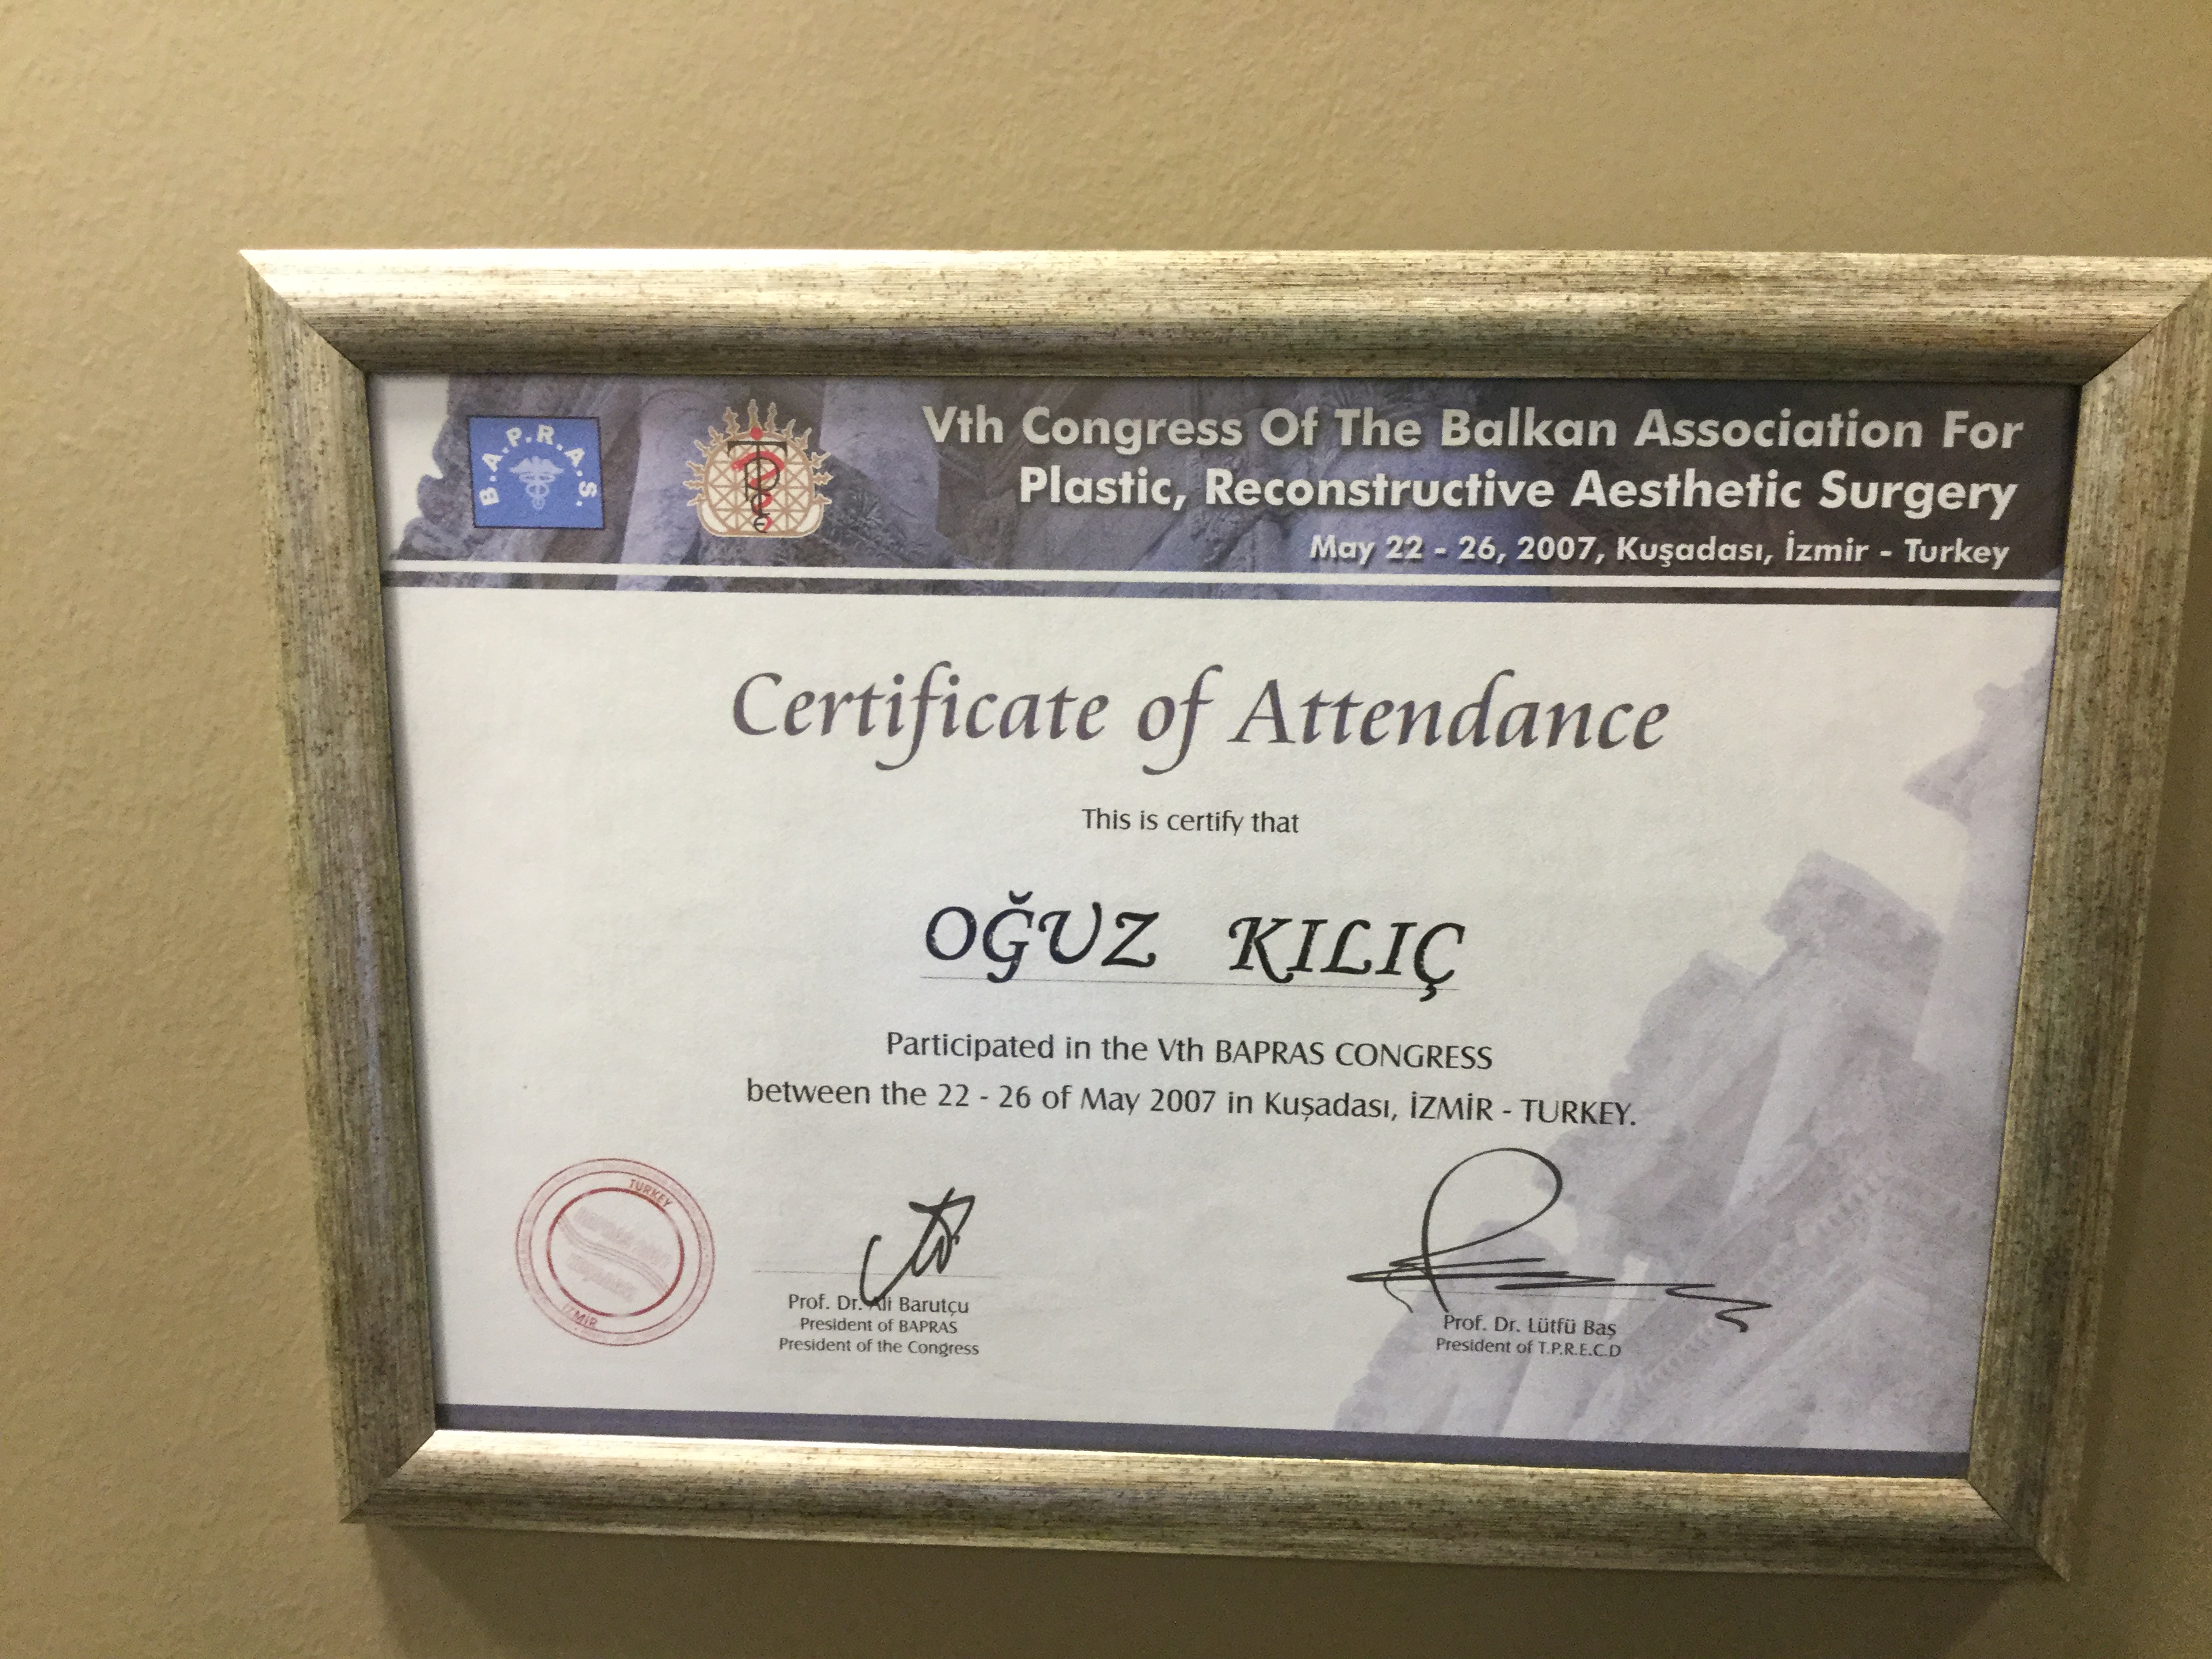 B.A.P.R.A.S.
Vth Congress Of The Balkan Association For
Plastic, Reconstructive Aesthetic Surgery
May 22 - 26, 2007, Kuşadası, İzmir - Turkey
Certificate of Attendance
This is certify that
OĞUZ KILIÇ
Participated in the Vth BAPRAS CONGRESS
between the 22 - 26 of May 2007 in Kuşadası, İZMİR - TURKEY.
TURKEY
İZMİR
Prof. Dr. Ali Barutçu
President of BAPRAS
President of the Congress
Prof. Dr. Lütfü Baş
President of T.P.R.E.C.D